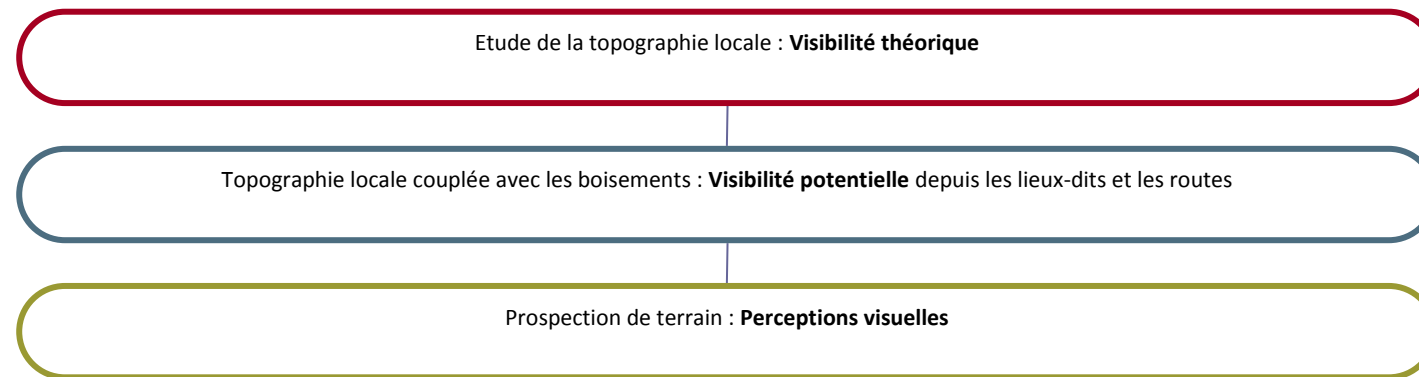 Etude de la topographie locale : Visibilité théorique
Topographie locale couplée avec les boisements : Visibilité potentielle depuis les lieux-dits et les routes
Prospection de terrain : Perceptions visuelles